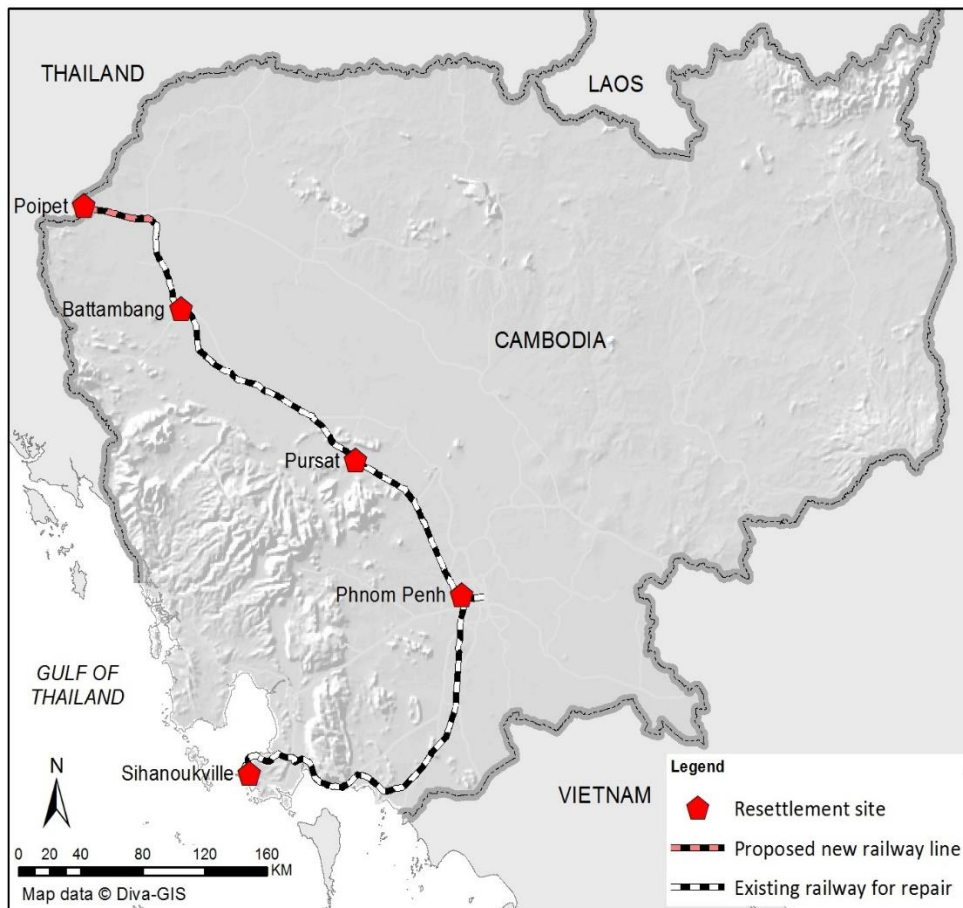 THAILAND
LAOS
Poipet
Battambang
CAMBODIA
Pursat
Phnom Penh
GULF OF
THAILAND
Sihanoukville
N
VIETNAM
Legend
Resettlement site
Proposed new railway line
Existing railway for repair
0 20 40 80 120 160
KM
Map data © Diva-GIS